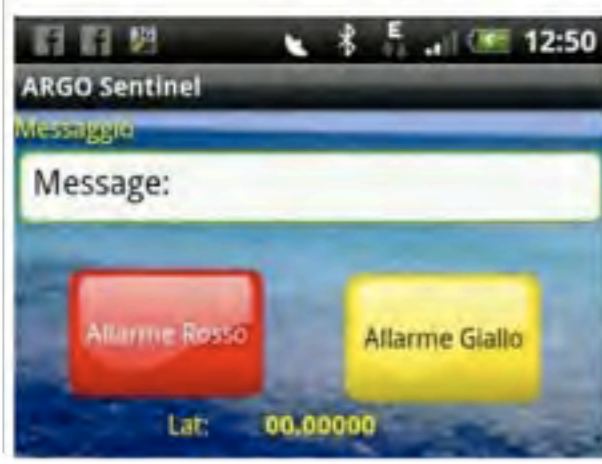 E 12:50
ARGO Sentinel
Messaggio
Message:
Allarme Rosso Allarme Giallo
Lat: 00.00000